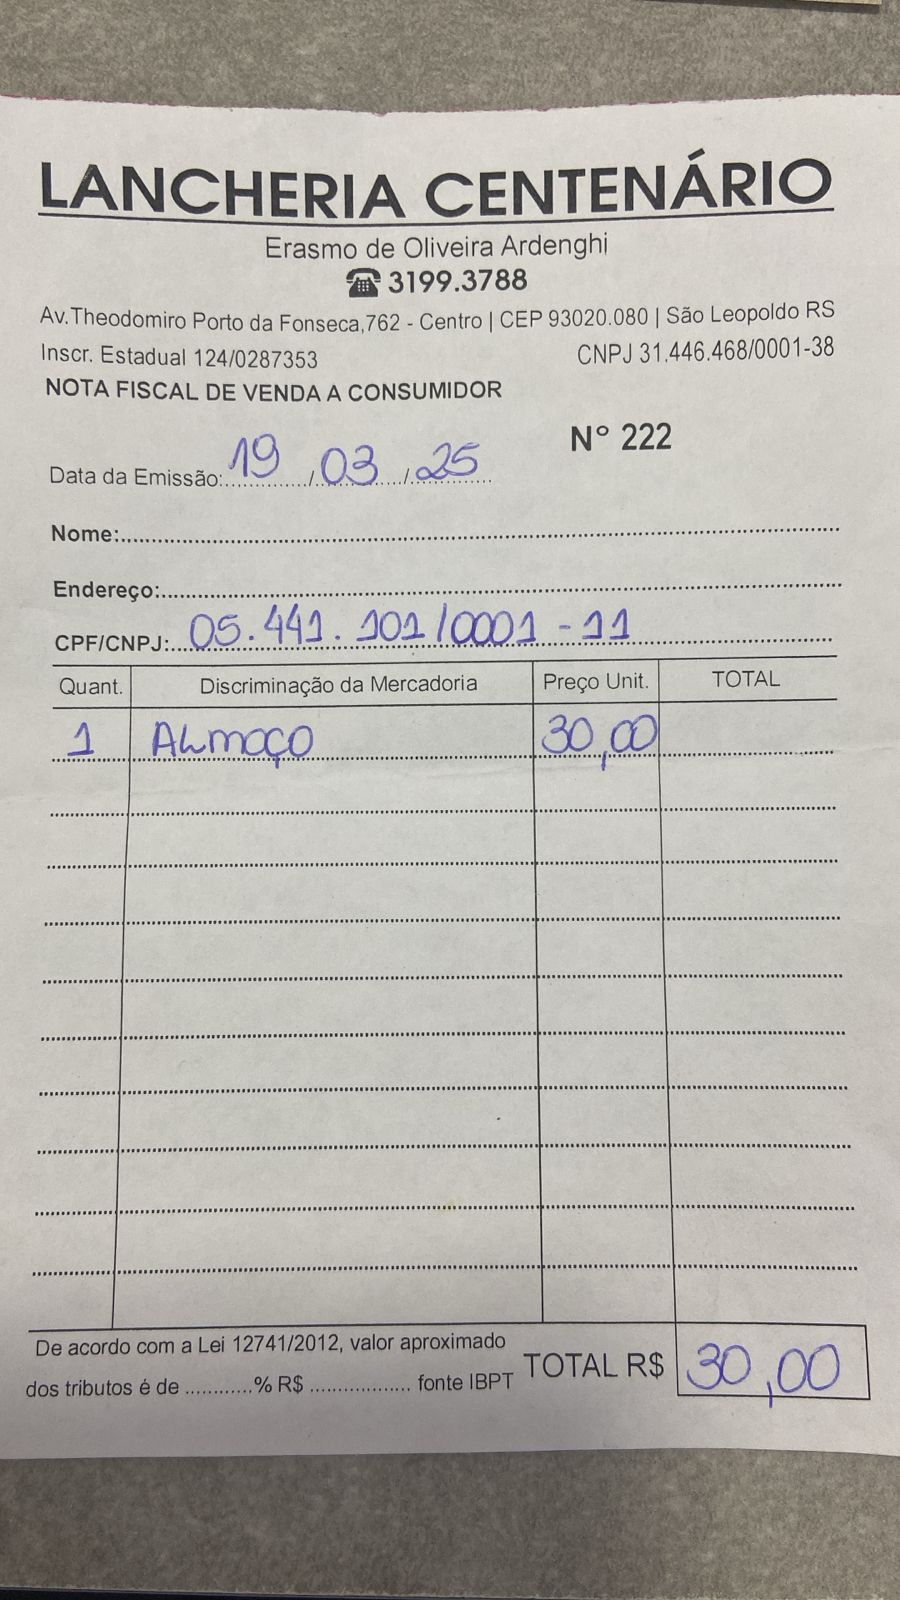 LANCHERIA CENTENÁRIO
Erasmo de Oliveira Ardenghi
3199.3788
Av.Theodomiro Porto da Fonseca,762 - Centro | CEP 93020.080 | São Leopoldo RS
Inscr. Estadual 124/0287353 CNPJ 31.446.468/0001-38
NOTA FISCAL DE VENDA A CONSUMIDOR
N° 222
Data da Emissão: 19 / 03 / 25
Nome:
Endereço:
CPF/CNPJ: 05.441.101/0001-11
Quant. Discriminação da Mercadoria Preço Unit. TOTAL
1 ALMOÇO 30,00
De acordo com a Lei 12741/2012, valor aproximado
dos tributos é de ............% R$ .................. fonte IBPT TOTAL R$ 30,00